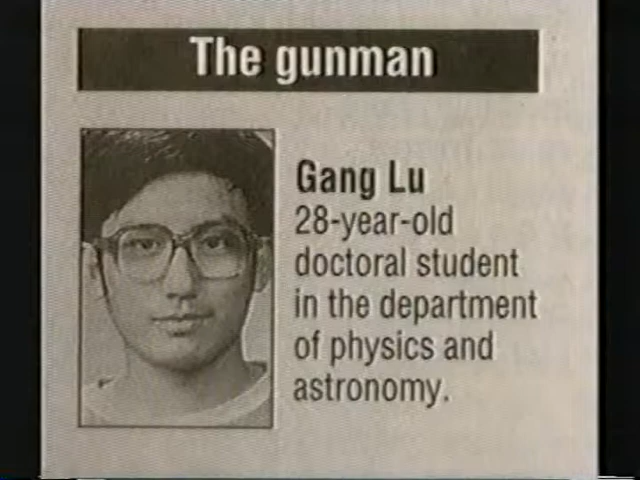 The gunman
Gang Lu
28-year-old
doctoral student
in the department
of physics and
astronomy.